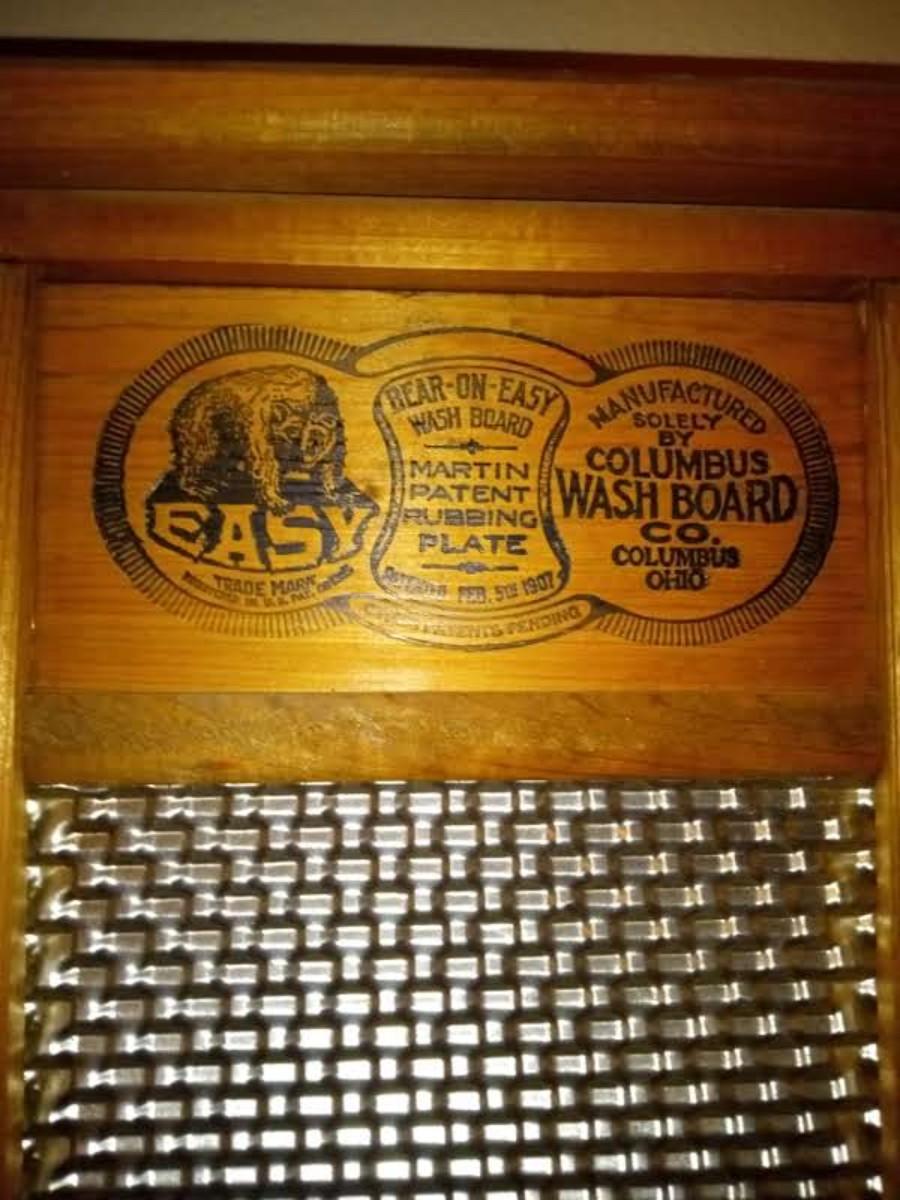 EASY
TRADE MARK
BEAR-ON-EASY
WASH BOARD
MARTIN
PATENT
RUBBING
PLATE
PATENTED FEB. 5TH 1907
PATENTS PENDING
MANUFACTURED
SOLELY
BY
COLUMBUS
WASH BOARD
CO.
COLUMBUS
OHIO